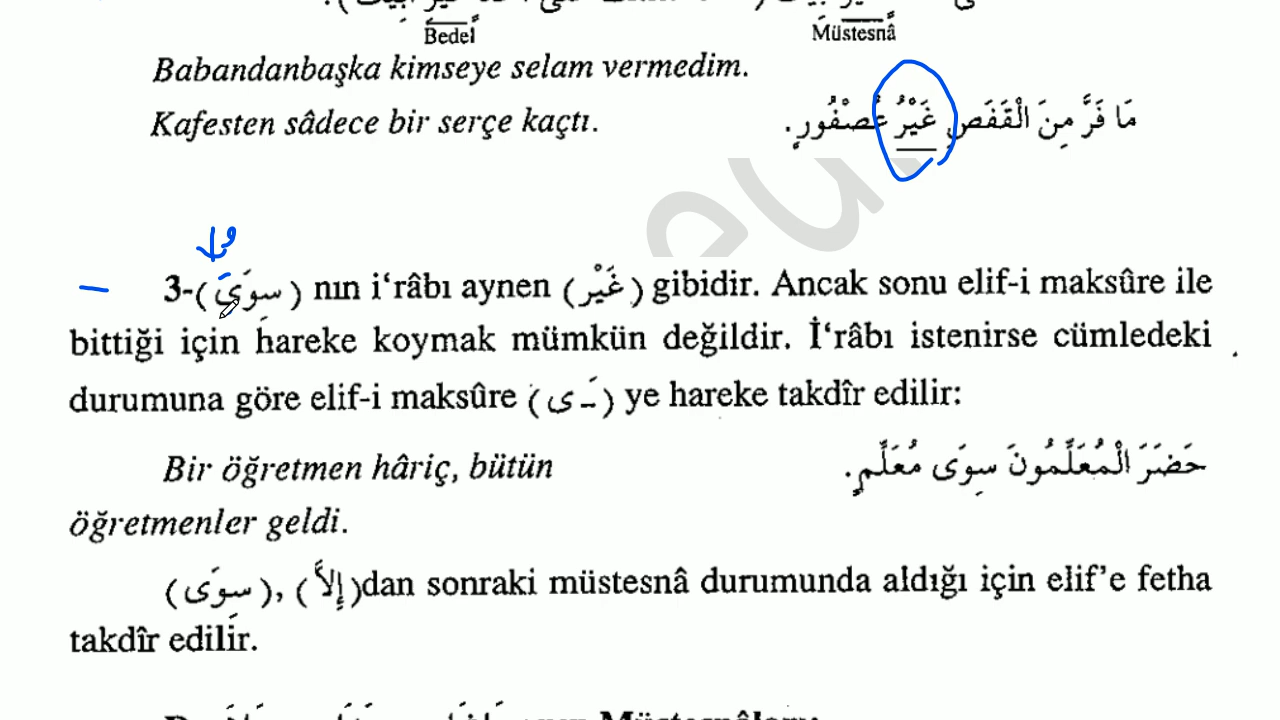 Bedel Müstesnâ
Babandanbaşka kimseye selam vermedim.
Kafesten sâdece bir serçe kaçtı. مَا فَرَّ مِنَ الْقَفَصِ غَيْرُ عُصْفُورٍ.
3-(سِوَى) nın i‘râbı aynen (غَيْر) gibidir. Ancak sonu elif-i maksûre ile
bittiği için hareke koymak mümkün değildir. İ‘râbı istenirse cümledeki
durumuna göre elif-i maksûre (ـَ ى) ye hareke takdîr edilir:
Bir öğretmen hâriç, bütün حَضَرَ الْمُعَلِّمُونَ سِوَى مُعَلِّمٍ.
öğretmenler geldi.
(سِوَى), (إِلاَّ)dan sonraki müstesnâ durumunda aldığı için elif’e fetha
takdîr edilir.